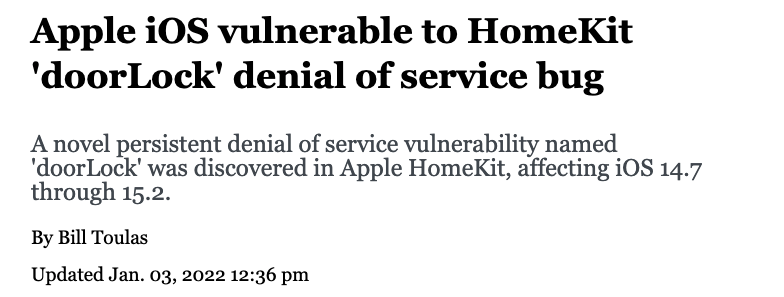 Apple iOS vulnerable to HomeKit
'doorLock' denial of service bug
A novel persistent denial of service vulnerability named
'doorLock' was discovered in Apple HomeKit, affecting iOS 14.7
through 15.2.
By Bill Toulas
Updated Jan. 03, 2022 12:36 pm